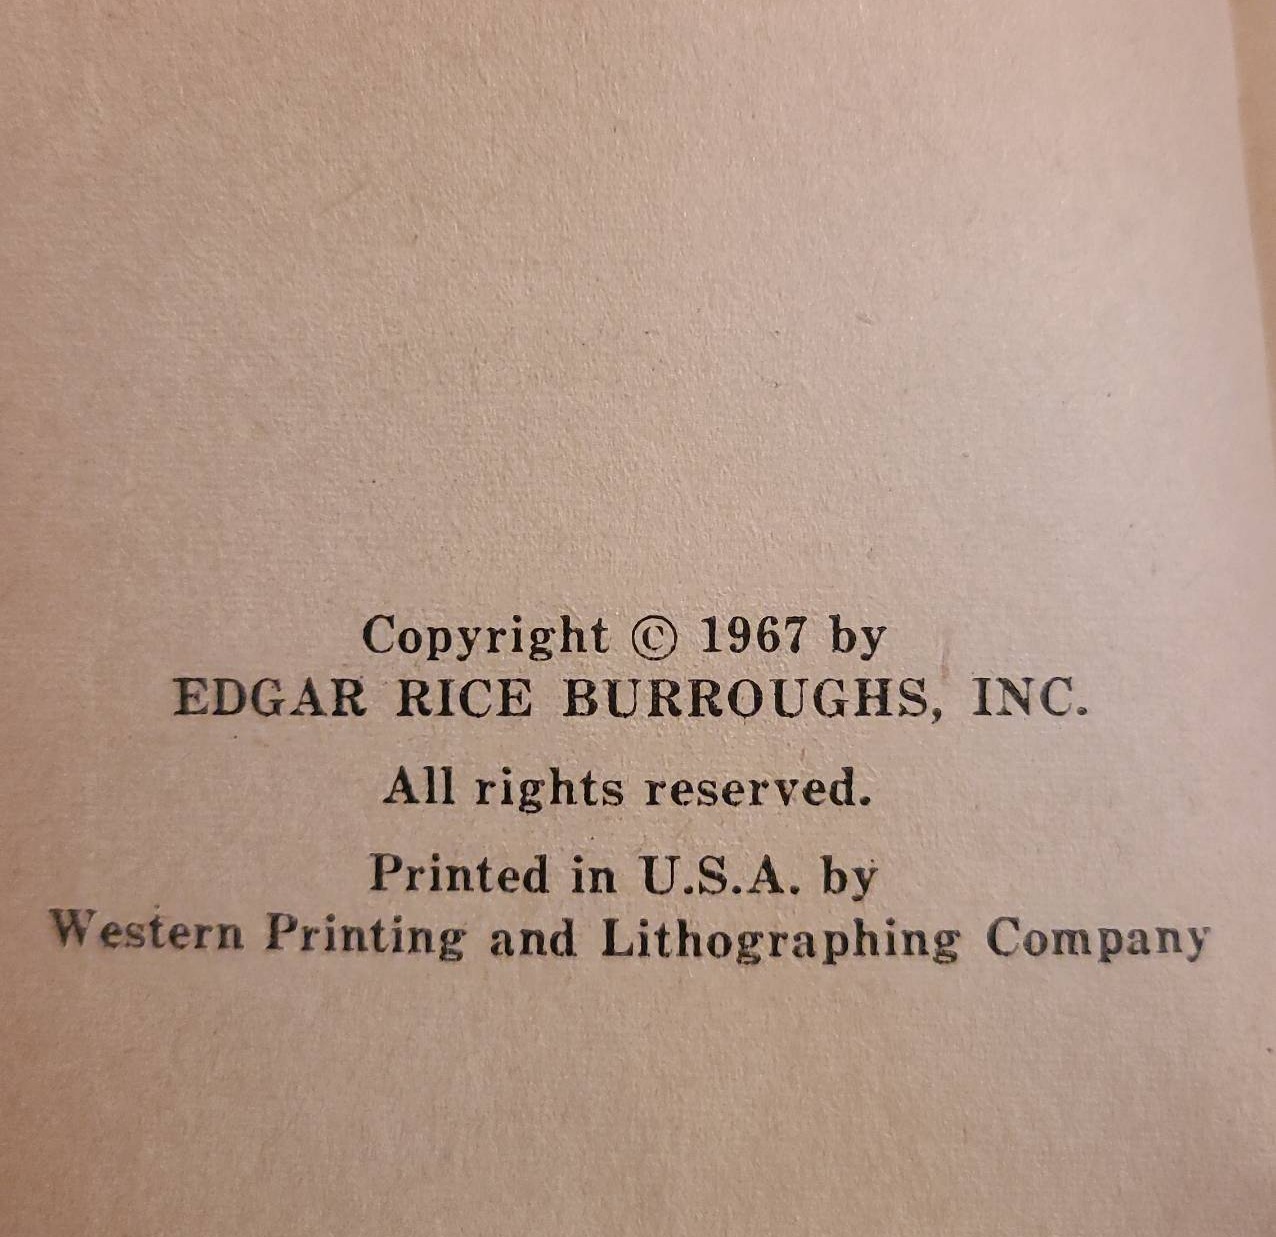 Copyright © 1967 by
EDGAR RICE BURROUGHS, INC.
All rights reserved.
Printed in U.S.A. by
Western Printing and Lithographing Company